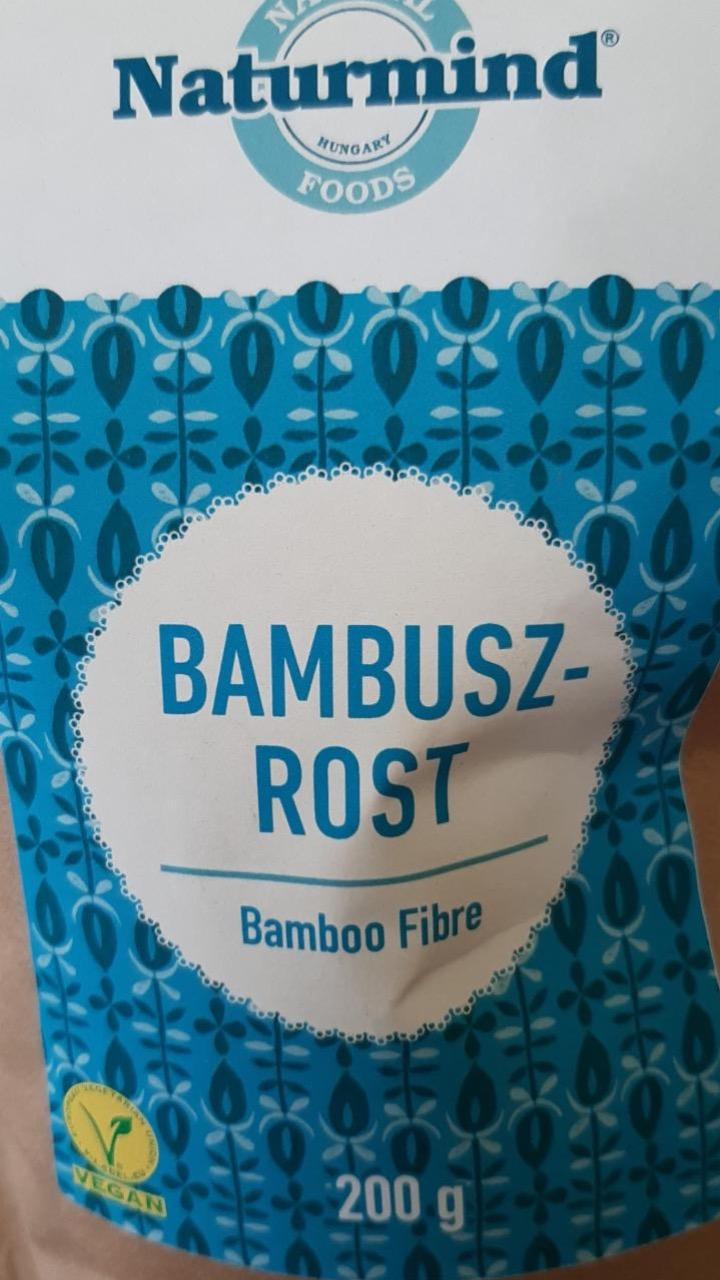 NATURAL
Naturmind®
HUNGARY
FOODS
BAMBUSZ-
ROST
Bamboo Fibre
VEGAN
200 g